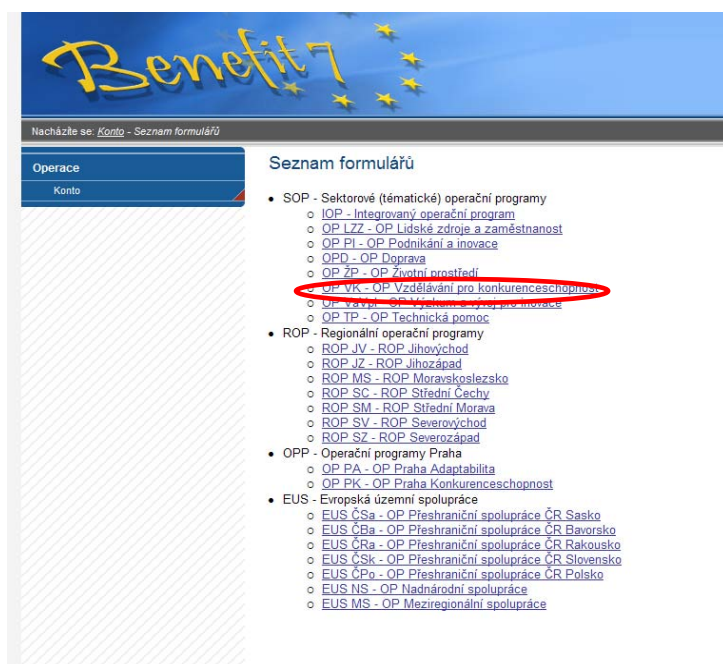 Benefit7
Nacházíte se: Konto - Seznam formulářů
Operace
Konto
Seznam formulářů
SOP - Sektorové (tématické) operační programy
IOP - Integrovaný operační program
OP LZZ - OP Lidské zdroje a zaměstnanost
OP PI - OP Podnikání a inovace
OPD - OP Doprava
OP ŽP - OP Životní prostředí
OP VK - OP Vzdělávání pro konkurenceschopnost
OP VaVpI - OP Výzkum a vývoj pro inovace
OP TP - OP Technická pomoc
ROP - Regionální operační programy
ROP JV - ROP Jihovýchod
ROP JZ - ROP Jihozápad
ROP MS - ROP Moravskoslezsko
ROP SC - ROP Střední Čechy
ROP SM - ROP Střední Morava
ROP SV - ROP Severovýchod
ROP SZ - ROP Severozápad
OPP - Operační programy Praha
OP PA - OP Praha Adaptabilita
OP PK - OP Praha Konkurenceschopnost
EUS - Evropská územní spolupráce
EUS ČSa - OP Přeshraniční spolupráce ČR Sasko
EUS ČBa - OP Přeshraniční spolupráce ČR Bavorsko
EUS ČRa - OP Přeshraniční spolupráce ČR Rakousko
EUS ČSk - OP Přeshraniční spolupráce ČR Slovensko
EUS ČPo - OP Přeshraniční spolupráce ČR Polsko
EUS NS - OP Nadnárodní spolupráce
EUS MS - OP Meziregionální spolupráce